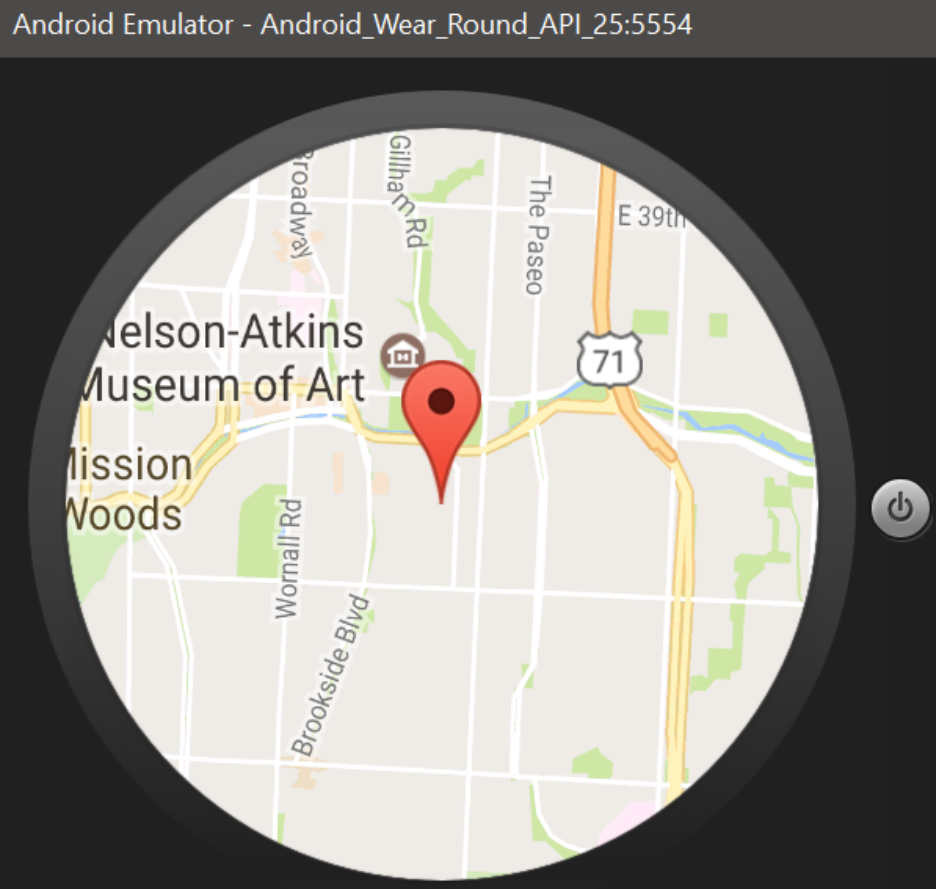 Android Emulator - Android_Wear_Round_API_25:5554
Broadway
Gillham Rd
The Paseo
E 39th
71
Nelson-Atkins
Museum of Art
Mission
Woods
Wornall Rd
Brookside Blvd